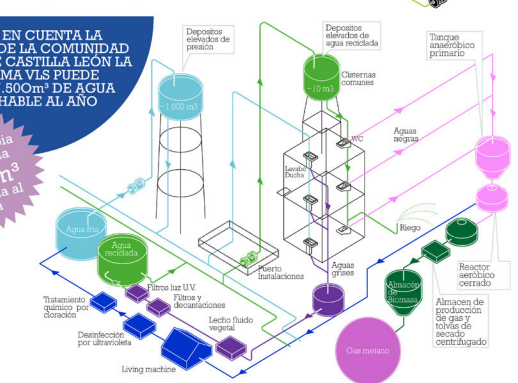 EN CUENTA LA
DE LA COMUNIDAD
CASTILLA LEÓN LA
MA VLS PUEDE
.500m³ DE AGUA
HABLE AL AÑO
m³
Depositos
elevados de
presión
~1.000 m3
Depositos
elevados de
agua reciclada
~10 m3
Cisternas
comunes
Tanque
anaeróbico
primario
WC
Aguas
negras
Lavabo
Ducha
Riego
Agua fria
Agua
reciclada
Puerto
Instalaciones
Aguas
grises
Reactor
aeróbico
cerrado
Filtros luz U.V.
Filtros y
decantaciones
Almacén
de
Biomasa
Almacen de
producción
de gas y
tolvas de
secado
centrifugado
Tratamiento
químico por
cloración
Lecho fluido
vegetal
Desinfección
por ultravioleta
Gas metano
Living machine